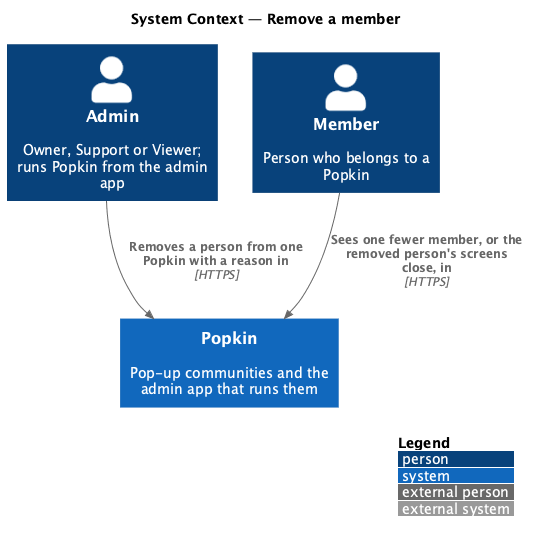 System Context — Remove a member
Admin
Owner, Support or Viewer;
runs Popkin from the admin
app
Member
Person who belongs to a
Popkin
Removes a person from one
Popkin with a reason in
[HTTPS]
Sees one fewer member, or the
removed person's screens
close, in
[HTTPS]
Popkin
Pop-up communities and the
admin app that runs them
Legend
person
system
external person
external system